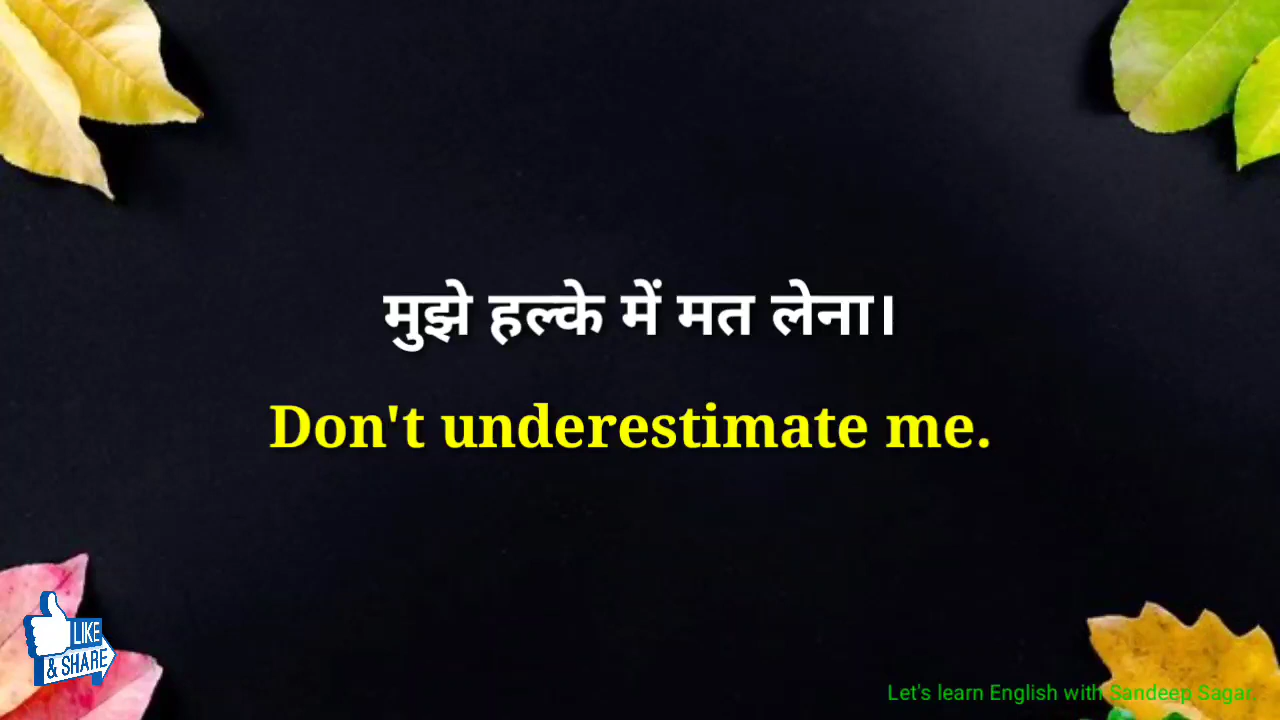 मुझे हल्के में मत लेना।
Don't underestimate me.
LIKE
& SHARE
Let's learn English with Sandeep Sagar.